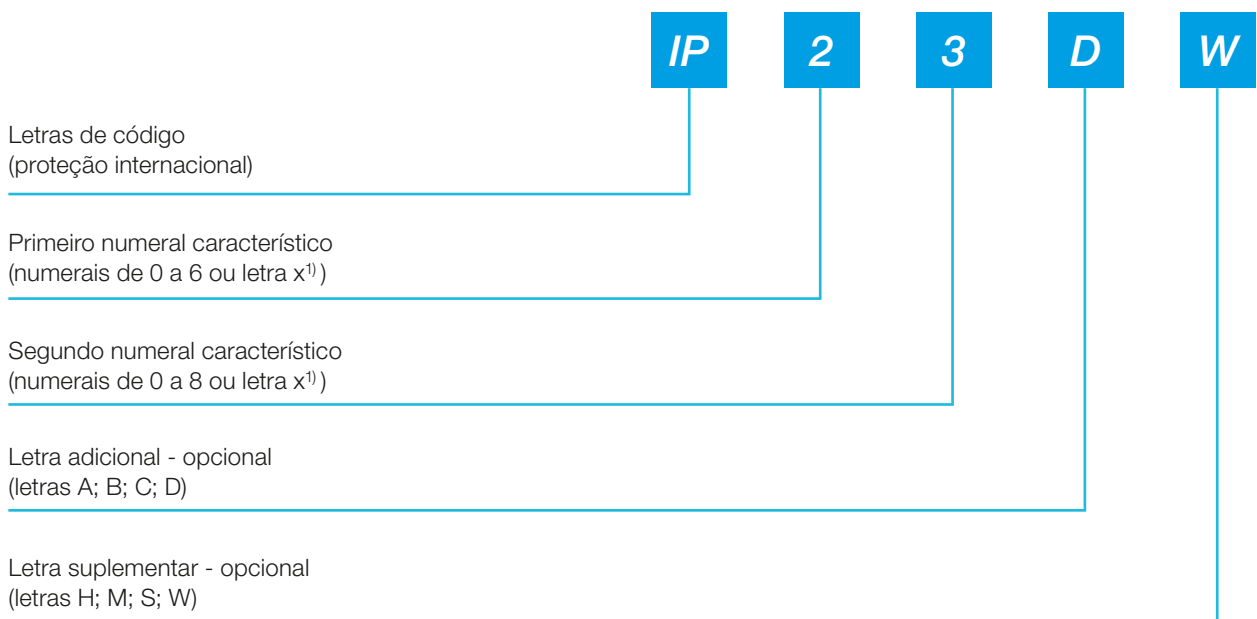 IP 2 3 D W
Letras de código
(proteção internacional)
Primeiro numeral característico
(numerais de 0 a 6 ou letra x¹⁾)
Segundo numeral característico
(numerais de 0 a 8 ou letra x¹⁾)
Letra adicional - opcional
(letras A; B; C; D)
Letra suplementar - opcional
(letras H; M; S; W)